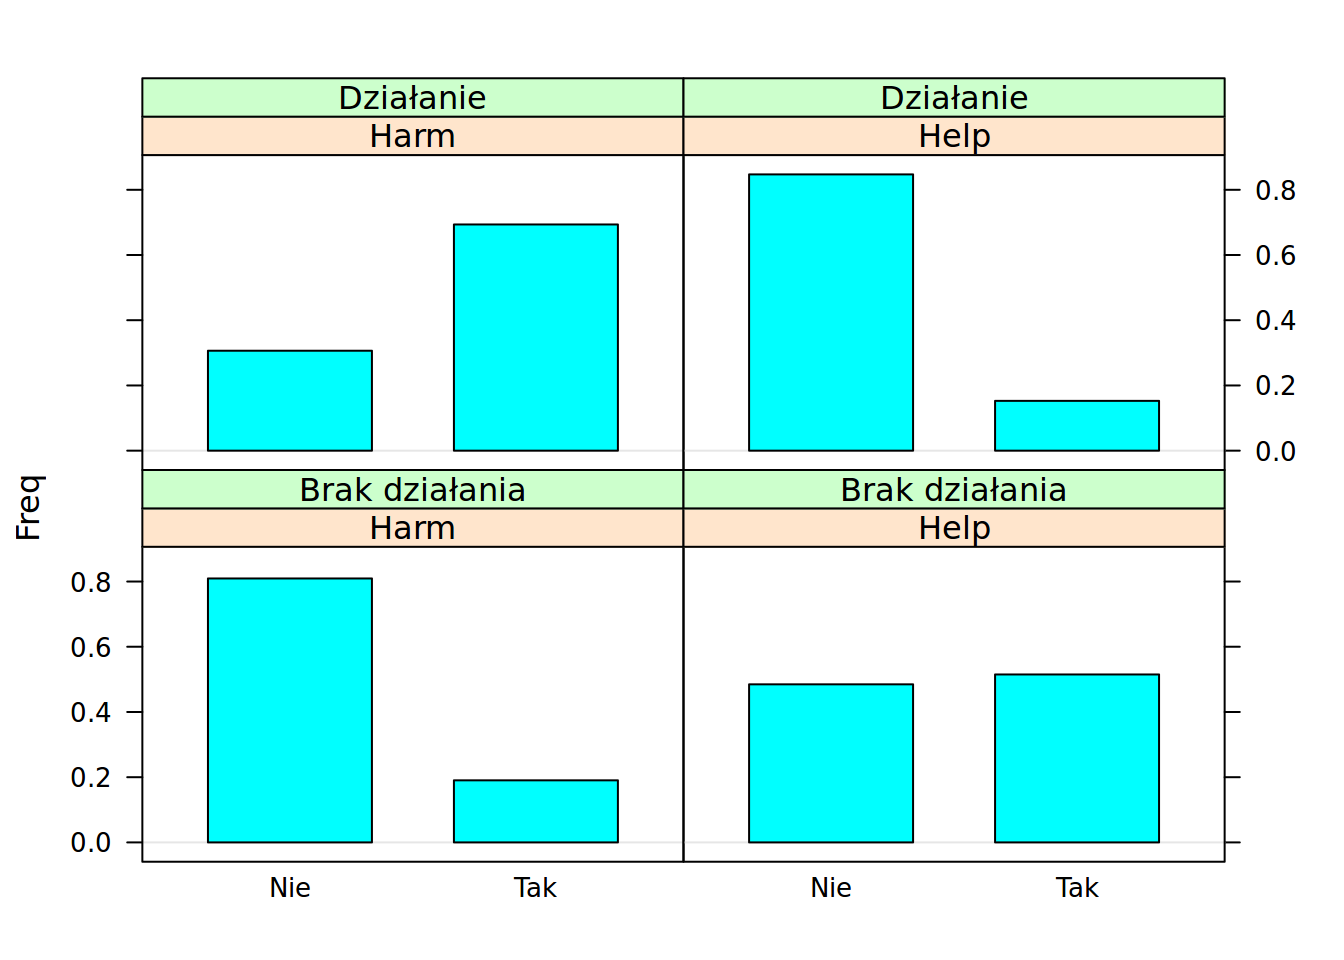 Działanie Działanie
Harm Help
0.8
0.6
0.4
0.2
0.0
Brak działania Brak działania
Harm Help
Freq
0.8
0.6
0.4
0.2
0.0
Nie Tak Nie Tak